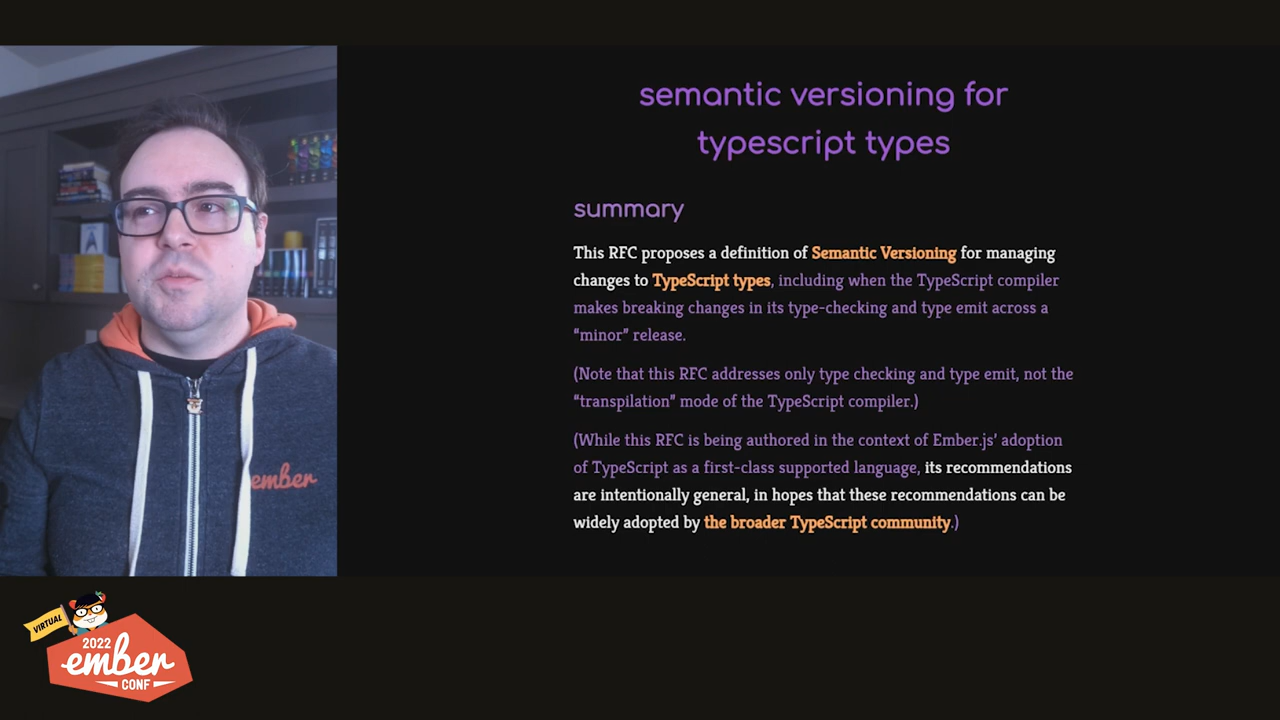 semantic versioning for
typescript types
summary
This RFC proposes a definition of Semantic Versioning for managing
changes to TypeScript types, including when the TypeScript compiler
makes breaking changes in its type-checking and type emit across a
“minor” release.
(Note that this RFC addresses only type checking and type emit, not the
“transpilation” mode of the TypeScript compiler.)
(While this RFC is being authored in the context of Ember.js’ adoption
of TypeScript as a first-class supported language, its recommendations
are intentionally general, in hopes that these recommendations can be
widely adopted by the broader TypeScript community.)
ember
VIRTUAL
2022
ember
CONF